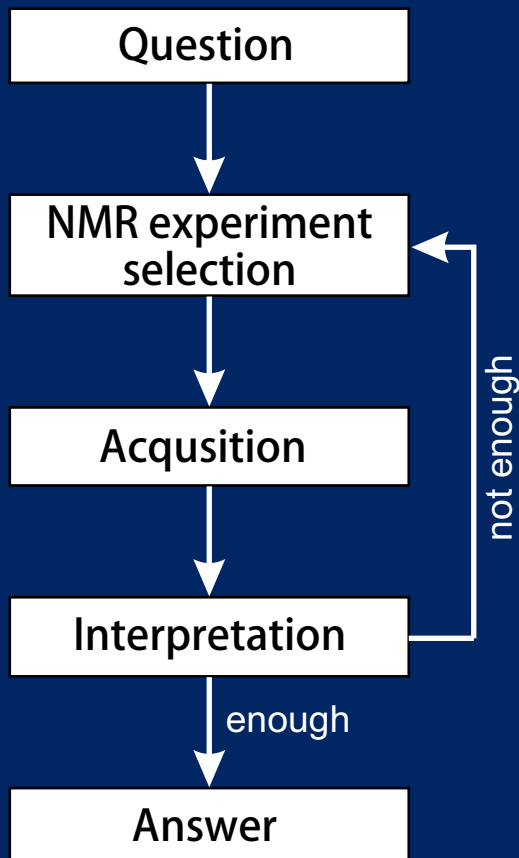 Question
NMR experiment
selection
Acqusition
not enough
Interpretation
enough
Answer